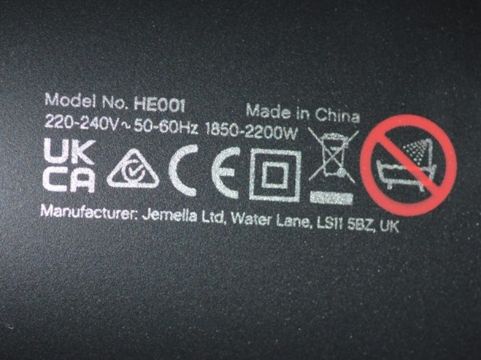 Model No. HE001
Made in China
220-240V~ 50-60Hz 1850-2200W
UK
CA
CE
Manufacturer: Jemella Ltd, Water Lane, LS11 5BZ, UK